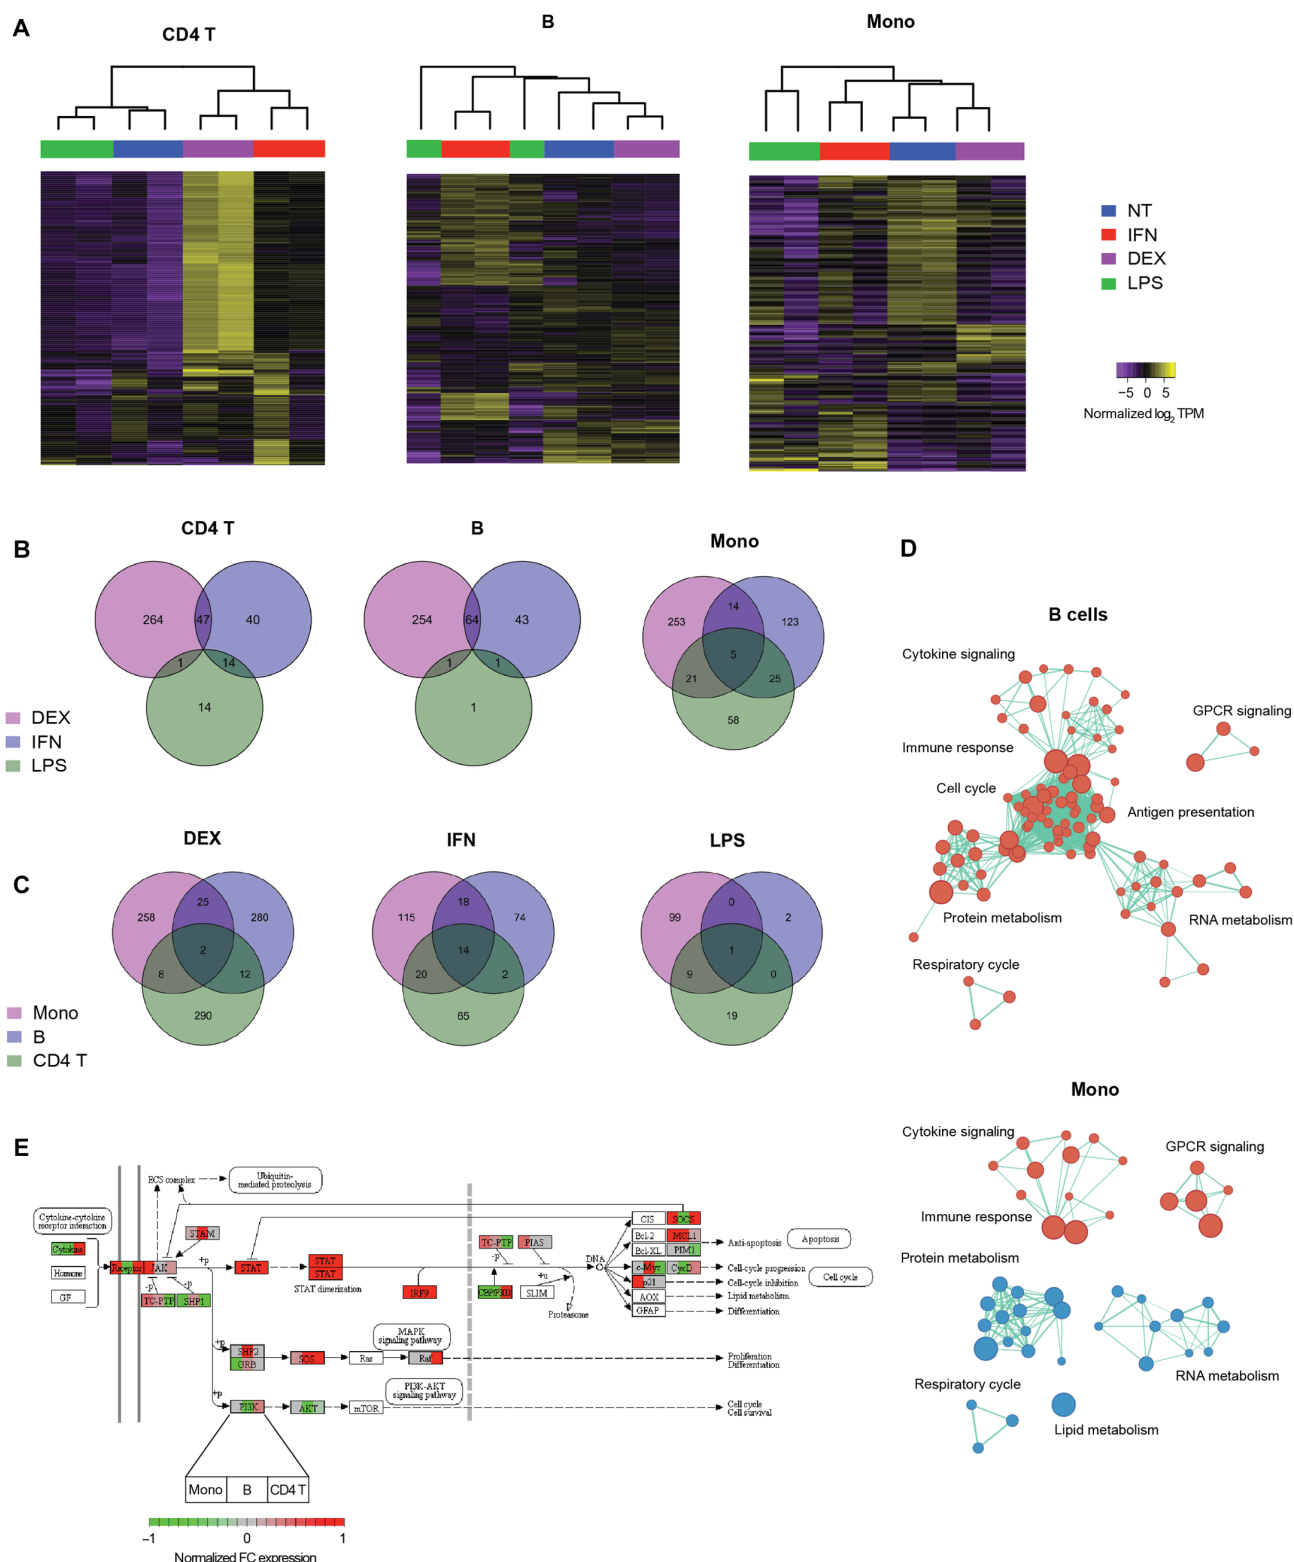 A
CD4 T
B
Mono
NT
IFN
DEX
LPS
−5 0 5
Normalized log2 TPM
B
CD4 T
B
Mono
264 47 40
1 14
14
254 64 43
1 1
1
14
253 123
5
21 25
58
DEX
IFN
LPS
C
DEX
IFN
LPS
25
258 280
2
8 12
290
18
115 74
14
20 2
65
0
99 2
1
9 0
19
Mono
B
CD4 T
D
B cells
Cytokine signaling
GPCR signaling
Immune response
Cell cycle
Antigen presentation
Protein metabolism
RNA metabolism
Respiratory cycle
Mono
Cytokine signaling
GPCR signaling
Immune response
Protein metabolism
RNA metabolism
Respiratory cycle
Lipid metabolism
E
ECS complex
Ubiquitin-
mediated proteolysis
Cytokine-cytokine
receptor interaction
Cytokine
Hormone
GF
Receptor
JAK
STAM
+p
STAT
STAT
STAT
STAT dimerization
-p
-p
TC-PTP
SHP1
IRF9
TC-PTP
PIAS
-p
+u
CBP/P300
SLIM
Proteasome
DNA
CIS
SOCS
Bcl-2
MCL1
Bcl-XL
PIM1
c-Myc
CycD
p21
AOX
GFAP
Anti-apoptosis
Apoptosis
Cell-cycle progression
Cell cycle
Cell-cycle inhibition
Lipid metabolism
Differentiation
+p
SHP2
GRB
SOS
Ras
Raf
MAPK
signaling pathway
Proliferation
Differentiation
+p
PI3K
AKT
mTOR
PI3K-AKT
signaling pathway
Cell cycle
Cell survival
Mono B CD4 T
−1 0 1
Normalized FC expression